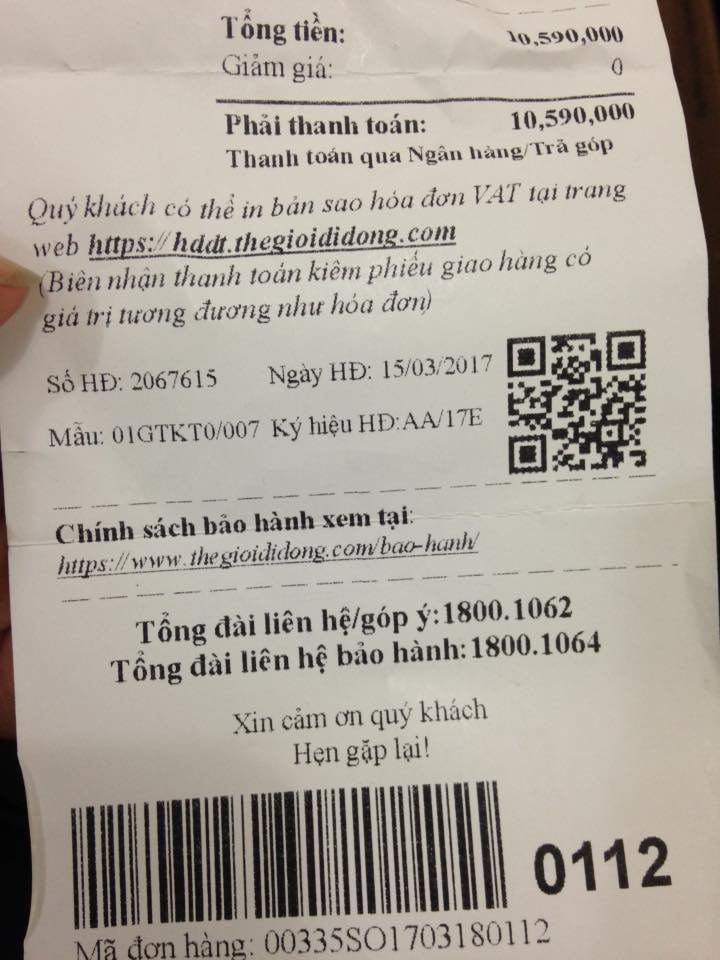 Tổng tiền: 10,590,000
Giảm giá: 0
Phải thanh toán: 10,590,000
Thanh toán qua Ngân hàng/Trả góp
Quý khách có thể in bản sao hóa đơn VAT tại trang
web https://hddt.thegioididong.com
(Biên nhận thanh toán kiêm phiếu giao hàng có
giá trị tương đương như hóa đơn)
Số HĐ: 2067615 Ngày HĐ: 15/03/2017
Mẫu: 01GTKT0/007 Ký hiệu HĐ:AA/17E
Chính sách bảo hành xem tại:
https://www.thegioididong.com/bao-hanh/
Tổng đài liên hệ/góp ý:1800.1062
Tổng đài liên hệ bảo hành:1800.1064
Xin cảm ơn quý khách
Hẹn gặp lại!
0112
Mã đơn hàng: 00335SO1703180112